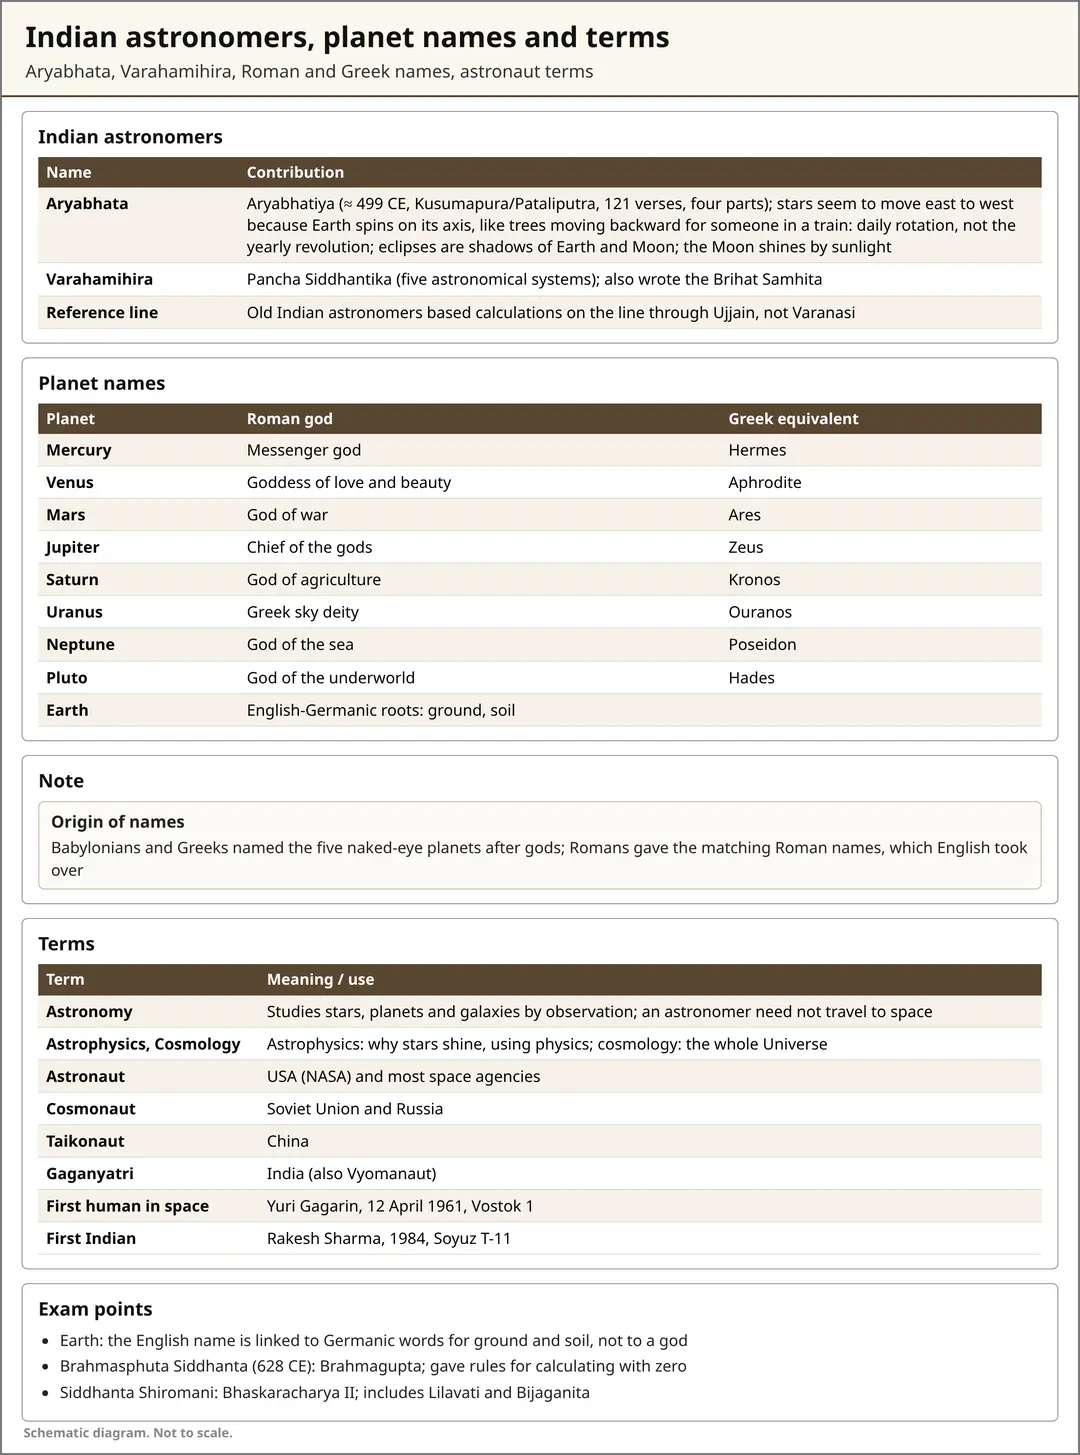 Indian astronomers, planet names and terms
Aryabhata, Varahamihira, Roman and Greek names, astronaut terms
Indian astronomers
Name Contribution
Aryabhata Aryabhatiya (≈ 499 CE, Kusumapura/Pataliputra, 121 verses, four parts); stars seem to move east to west
because Earth spins on its axis, like trees moving backward for someone in a train: daily rotation, not the
yearly revolution; eclipses are shadows of Earth and Moon; the Moon shines by sunlight
Varahamihira Pancha Siddhantika (five astronomical systems); also wrote the Brihat Samhita
Reference line Old Indian astronomers based calculations on the line through Ujjain, not Varanasi
Planet names
Planet Roman god Greek equivalent
Mercury Messenger god Hermes
Venus Goddess of love and beauty Aphrodite
Mars God of war Ares
Jupiter Chief of the gods Zeus
Saturn God of agriculture Kronos
Uranus Greek sky deity Ouranos
Neptune God of the sea Poseidon
Pluto God of the underworld Hades
Earth English-Germanic roots: ground, soil
Note
Origin of names
Babylonians and Greeks named the five naked-eye planets after gods; Romans gave the matching Roman names, which English took
over
Terms
Term Meaning / use
Astronomy Studies stars, planets and galaxies by observation; an astronomer need not travel to space
Astrophysics, Cosmology Astrophysics: why stars shine, using physics; cosmology: the whole Universe
Astronaut USA (NASA) and most space agencies
Cosmonaut Soviet Union and Russia
Taikonaut China
Gaganyatri India (also Vyomanaut)
First human in space Yuri Gagarin, 12 April 1961, Vostok 1
First Indian Rakesh Sharma, 1984, Soyuz T-11
Exam points
• Earth: the English name is linked to Germanic words for ground and soil, not to a god
• Brahmasphuta Siddhanta (628 CE): Brahmagupta; gave rules for calculating with zero
• Siddhanta Shiromani: Bhaskaracharya II; includes Lilavati and Bijaganita
Schematic diagram. Not to scale.